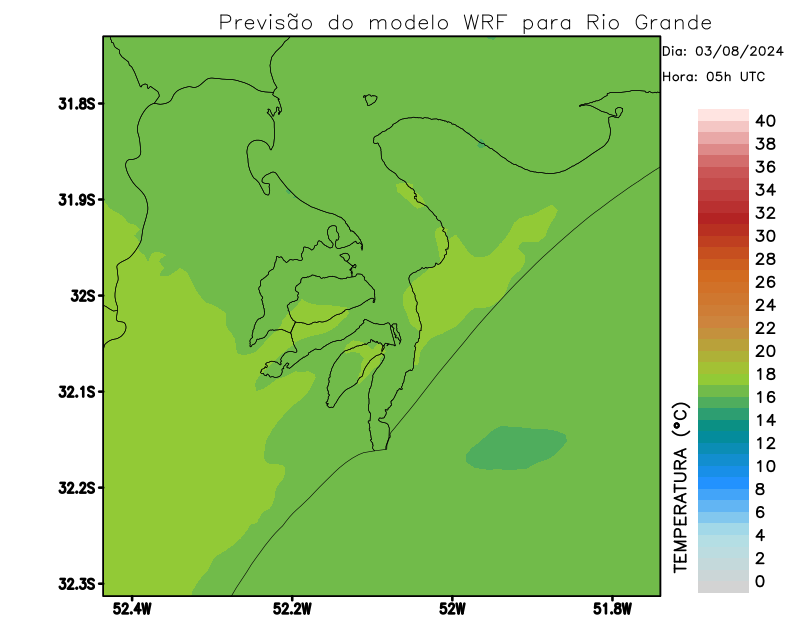 Previsão do modelo WRF para Rio Grande
Dia: 03/08/2024
Hora: 05h UTC
31.8S
31.9S
32S
32.1S
32.2S
32.3S
52.4W
52.2W
52W
51.8W
TEMPERATURA (°C)
40
38
36
34
32
30
28
26
24
22
20
18
16
14
12
10
8
6
4
2
0